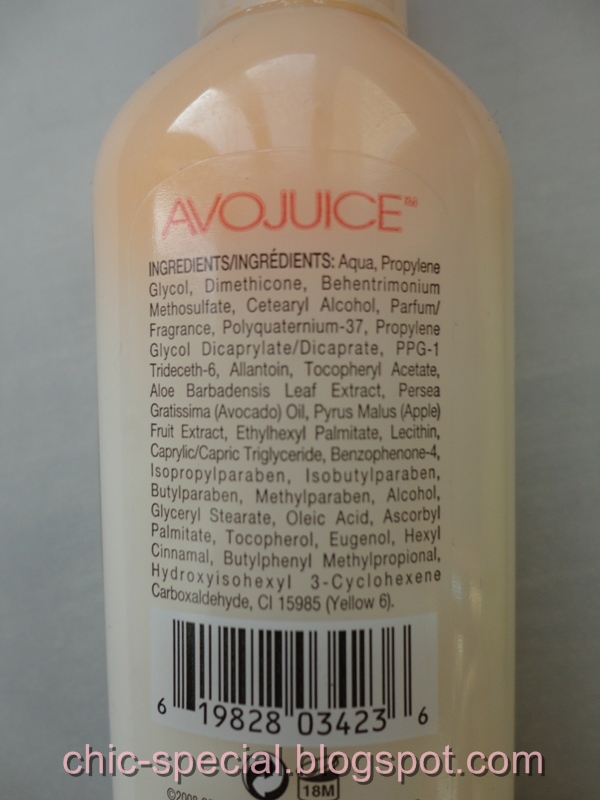 AVOJUICE™
INGREDIENTS/INGRÉDIENTS: Aqua, Propylene
Glycol, Dimethicone, Behentrimonium
Methosulfate, Cetearyl Alcohol, Parfum/
Fragrance, Polyquaternium-37, Propylene
Glycol Dicaprylate/Dicaprate, PPG-1
Trideceth-6, Allantoin, Tocopheryl Acetate,
Aloe Barbadensis Leaf Extract, Persea
Gratissima (Avocado) Oil, Pyrus Malus (Apple)
Fruit Extract, Ethylhexyl Palmitate, Lecithin,
Caprylic/Capric Triglyceride, Benzophenone-4,
Isopropylparaben, Isobutylparaben,
Butylparaben, Methylparaben, Alcohol,
Glyceryl Stearate, Oleic Acid, Ascorbyl
Palmitate, Tocopherol, Eugenol, Hexyl
Cinnamal, Butylphenyl Methylpropional,
Hydroxyisohexyl 3-Cyclohexene
Carboxaldehyde, CI 15985 (Yellow 6).
6 19828 03423 6
chic-special.blogspot.com
18M